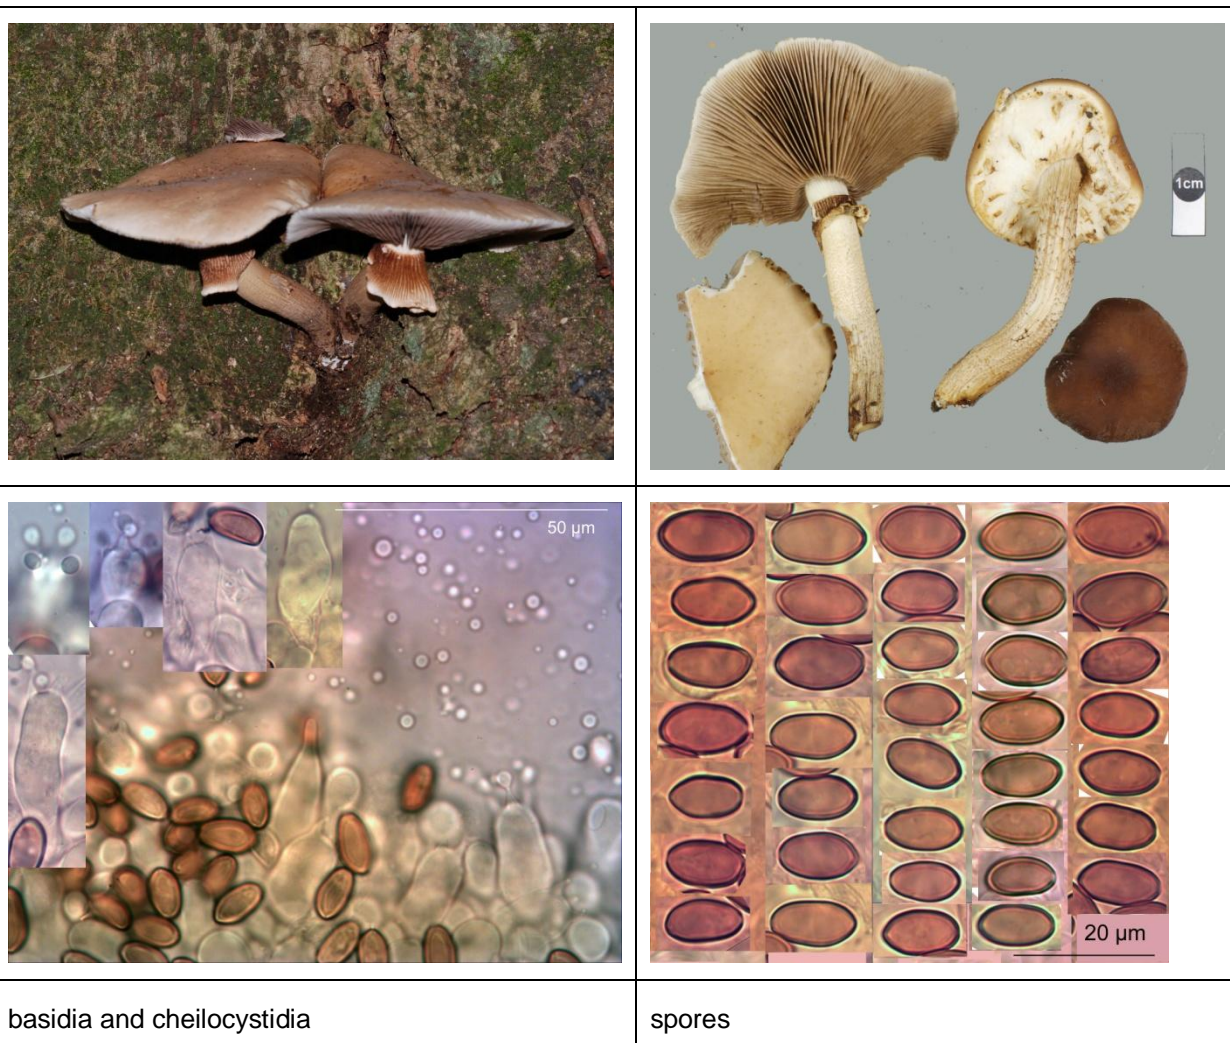 1cm
50 µm
20 µm
basidia and cheilocystidia
spores